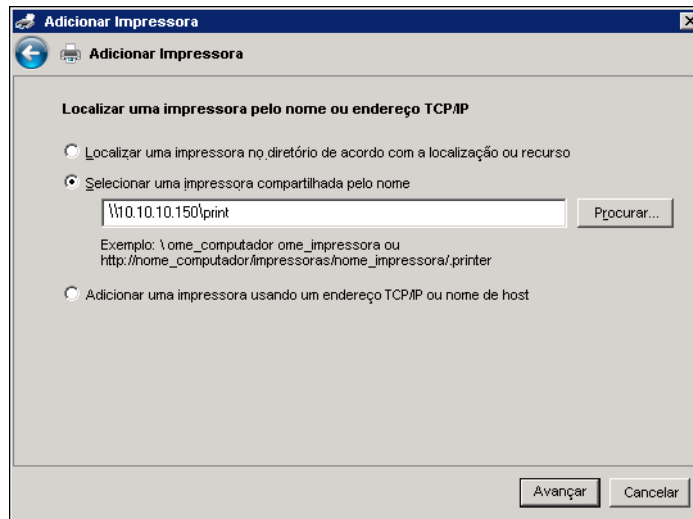 Adicionar Impressora
Adicionar Impressora
Localizar uma impressora pelo nome ou endereço TCP/IP
Localizar uma impressora no diretório de acordo com a localização ou recurso
Selecionar uma impressora compartilhada pelo nome
\\10.10.10.150\print
Procurar...
Exemplo: \ ome_computador ome_impressora ou
http://nome_computador/impressoras/nome_impressora/.printer
Adicionar uma impressora usando um endereço TCP/IP ou nome de host
Avançar
Cancelar